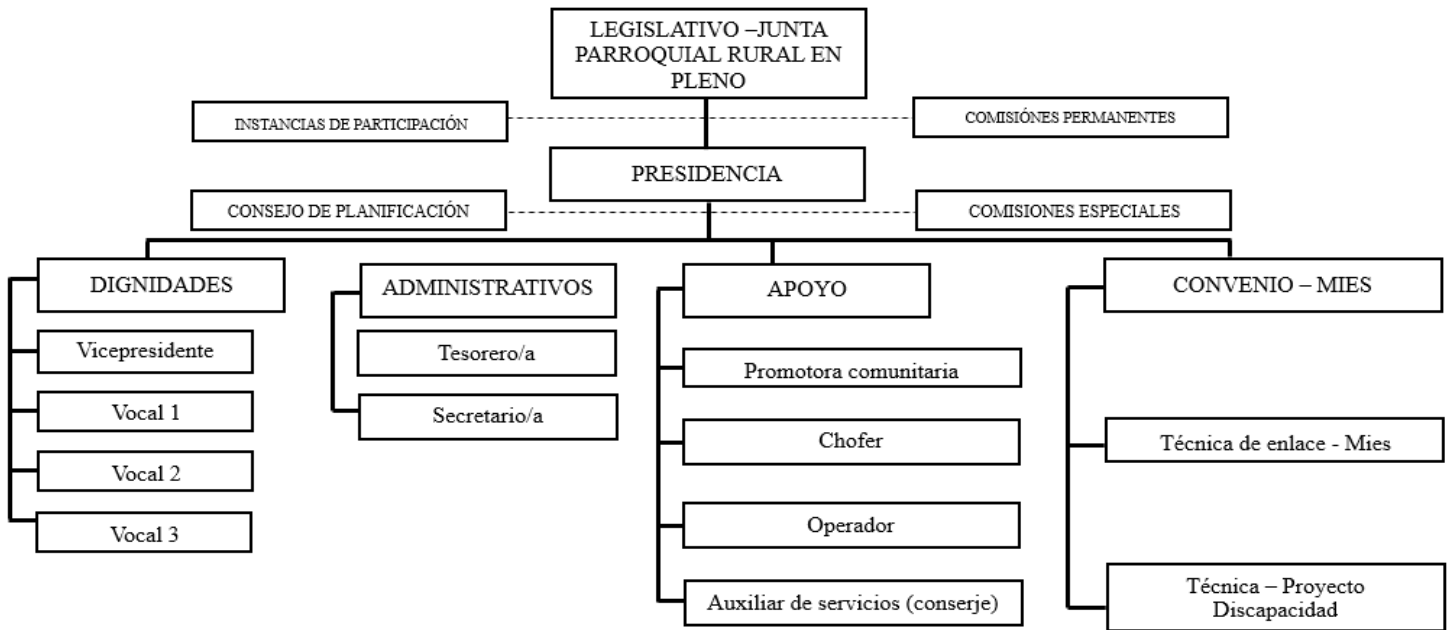 LEGISLATIVO –JUNTA
PARROQUIAL RURAL EN
PLENO
INSTANCIAS DE PARTICIPACIÓN
COMISIÓNES PERMANENTES
PRESIDENCIA
CONSEJO DE PLANIFICACIÓN
COMISIONES ESPECIALES
DIGNIDADES
Vicepresidente
Vocal 1
Vocal 2
Vocal 3
ADMINISTRATIVOS
Tesorero/a
Secretario/a
APOYO
Promotora comunitaria
Chofer
Operador
Auxiliar de servicios (conserje)
CONVENIO – MIES
Técnica de enlace - Mies
Técnica – Proyecto
Discapacidad